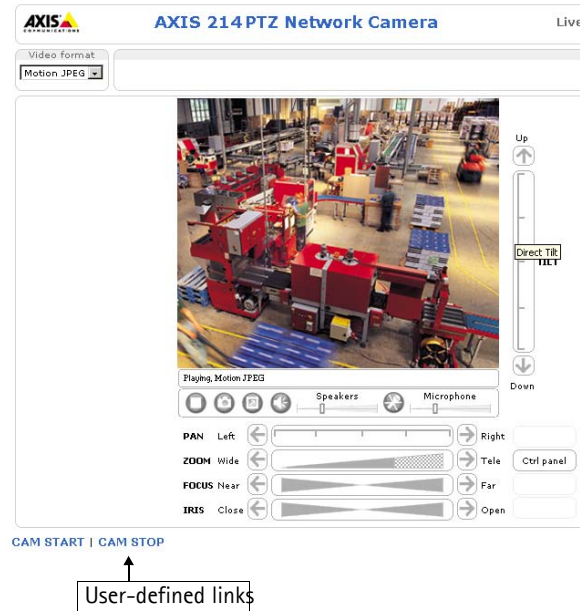 AXIS
COMMUNICATIONS
AXIS 214 PTZ Network Camera
Live
Video format
Motion JPEG
Up
Direct Tilt
TILT
Down
Playing, Motion JPEG
Speakers
Microphone
PAN Left
Right
ZOOM Wide
Tele
Ctrl panel
FOCUS Near
Far
IRIS Close
Open
CAM START | CAM STOP
User-defined links